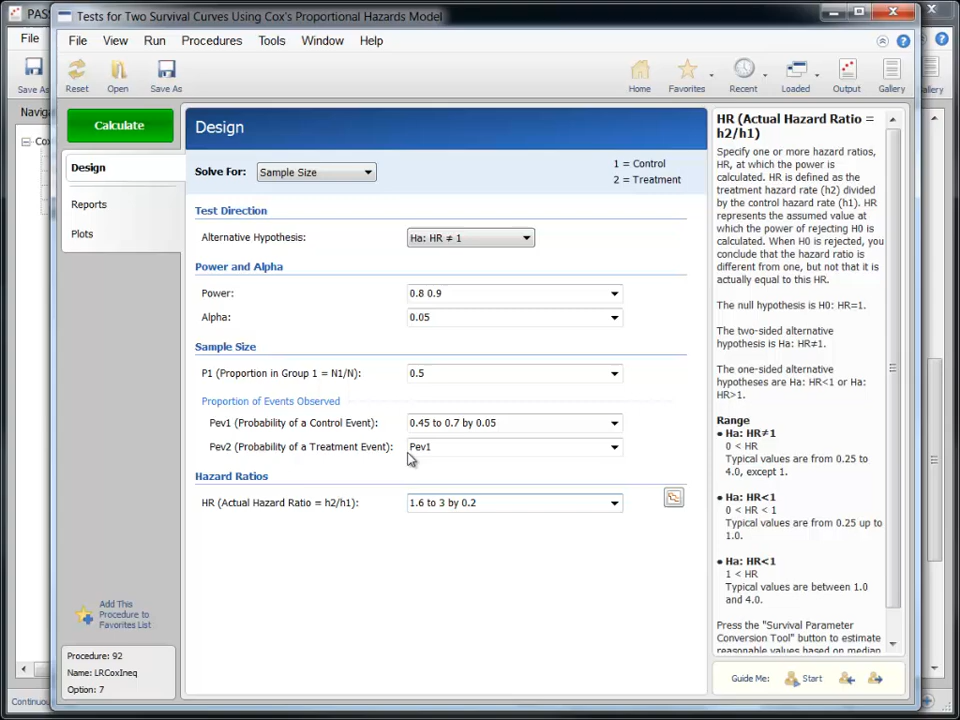 PASS
Tests for Two Survival Curves Using Cox's Proportional Hazards Model
File
File View Run Procedures Tools Window Help
Save As
Reset Open Save As
Home Favorites Recent Loaded Output Gallery
Calculate
Design
Reports
Plots
Design
Solve For: Sample Size
1 = Control
2 = Treatment
Test Direction
Alternative Hypothesis: Ha: HR ≠ 1
Power and Alpha
Power: 0.8 0.9
Alpha: 0.05
Sample Size
P1 (Proportion in Group 1 = N1/N): 0.5
Proportion of Events Observed
Pev1 (Probability of a Control Event): 0.45 to 0.7 by 0.05
Pev2 (Probability of a Treatment Event): Pev1
Hazard Ratios
HR (Actual Hazard Ratio = h2/h1): 1.6 to 3 by 0.2
HR (Actual Hazard Ratio =
h2/h1)
Specify one or more hazard ratios,
HR, at which the power is
calculated. HR is defined as the
treatment hazard rate (h2) divided
by the control hazard rate (h1). HR
represents the assumed value at
which the power of rejecting H0 is
calculated. When H0 is rejected, you
conclude that the hazard ratio is
different from one, but not that it is
actually equal to this HR.
The null hypothesis is H0: HR=1.
The two-sided alternative
hypothesis is Ha: HR≠1.
The one-sided alternative
hypotheses are Ha: HR<1 or Ha:
HR>1.
Range
● Ha: HR≠1
0 < HR
Typical values are from 0.25 to
4.0, except 1.
● Ha: HR<1
0 < HR < 1
Typical values are from 0.25 up to
1.0.
● Ha: HR<1
1 < HR
Typical values are between 1.0
and 4.0.
Press the "Survival Parameter
Conversion Tool" button to estimate
reasonable values based on median
Add This
Procedure to
Favorites List
Procedure: 92
Name: LRCoxIneq
Option: 7
Guide Me: Start